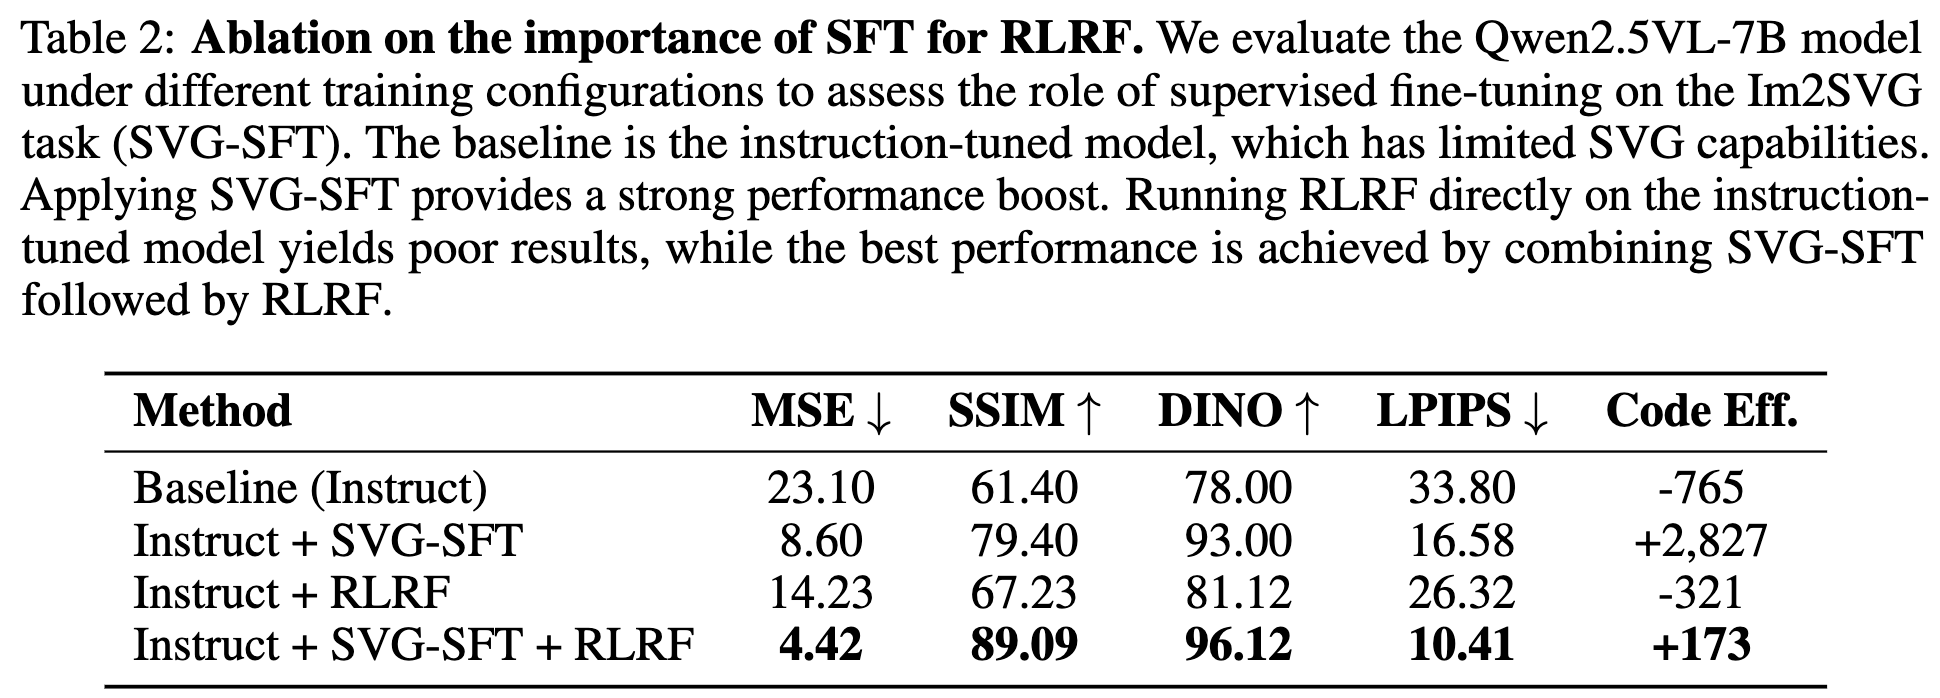 Table 2: Ablation on the importance of SFT for RLRF. We evaluate the Qwen2.5VL-7B model
under different training configurations to assess the role of supervised fine-tuning on the Im2SVG
task (SVG-SFT). The baseline is the instruction-tuned model, which has limited SVG capabilities.
Applying SVG-SFT provides a strong performance boost. Running RLRF directly on the instruction-
tuned model yields poor results, while the best performance is achieved by combining SVG-SFT
followed by RLRF.
Method MSE ↓ SSIM ↑ DINO ↑ LPIPS ↓ Code Eff.
Baseline (Instruct) 23.10 61.40 78.00 33.80 -765
Instruct + SVG-SFT 8.60 79.40 93.00 16.58 +2,827
Instruct + RLRF 14.23 67.23 81.12 26.32 -321
Instruct + SVG-SFT + RLRF 4.42 89.09 96.12 10.41 +173